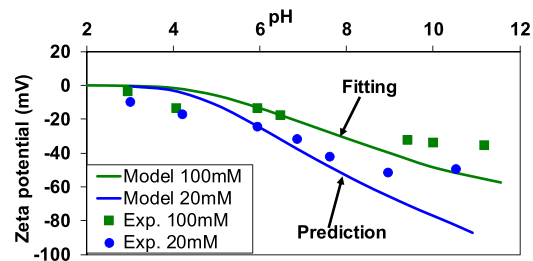 pH
2 4 6 8 10 12
20
0
-20
-40
-60
-80
-100
Zeta potential (mV)
Fitting
Prediction
Model 100mM
Model 20mM
Exp. 100mM
Exp. 20mM